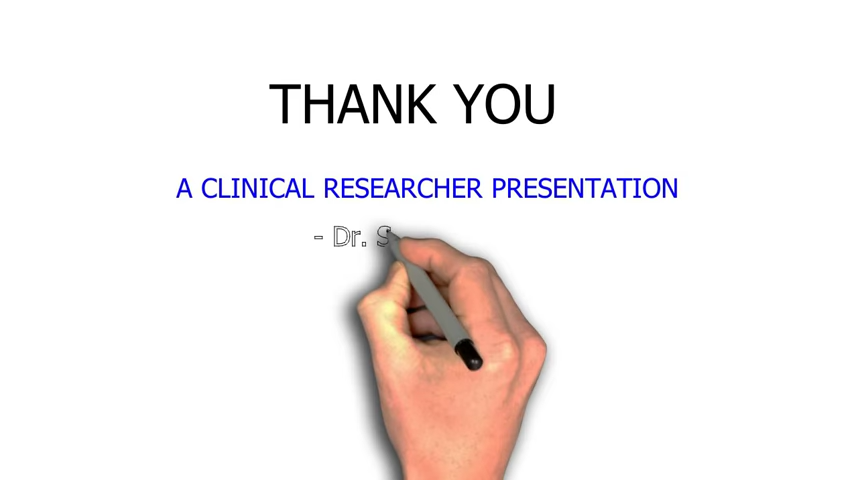 THANK YOU
A CLINICAL RESEARCHER PRESENTATION
- Dr. S